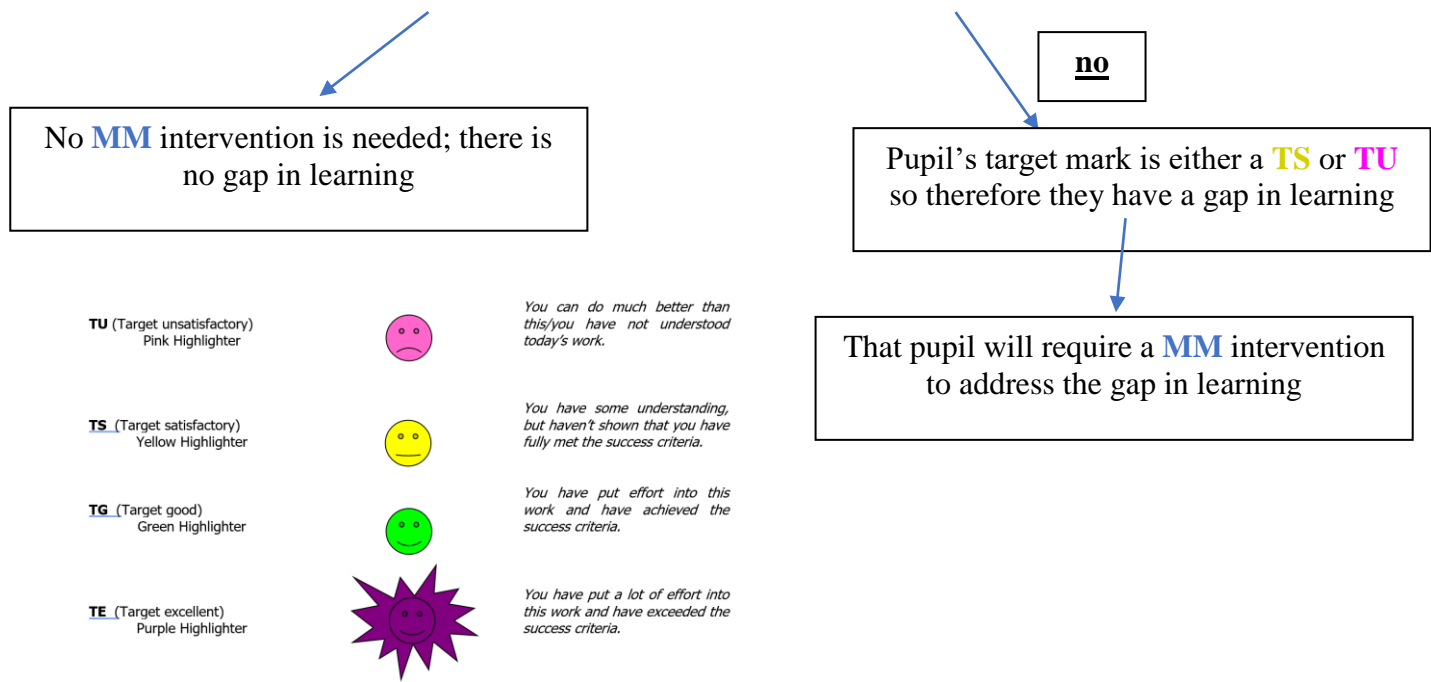 no
No MM intervention is needed; there is
no gap in learning
Pupil's target mark is either a TS or TU
so therefore they have a gap in learning
That pupil will require a MM intervention
to address the gap in learning
TU (Target unsatisfactory)
Pink Highlighter
You can do much better than
this/you have not understood
today's work.
TS (Target satisfactory)
Yellow Highlighter
You have some understanding,
but haven't shown that you have
fully met the success criteria.
TG (Target good)
Green Highlighter
You have put effort into this
work and have achieved the
success criteria.
TE (Target excellent)
Purple Highlighter
You have put a lot of effort into
this work and have exceeded the
success criteria.